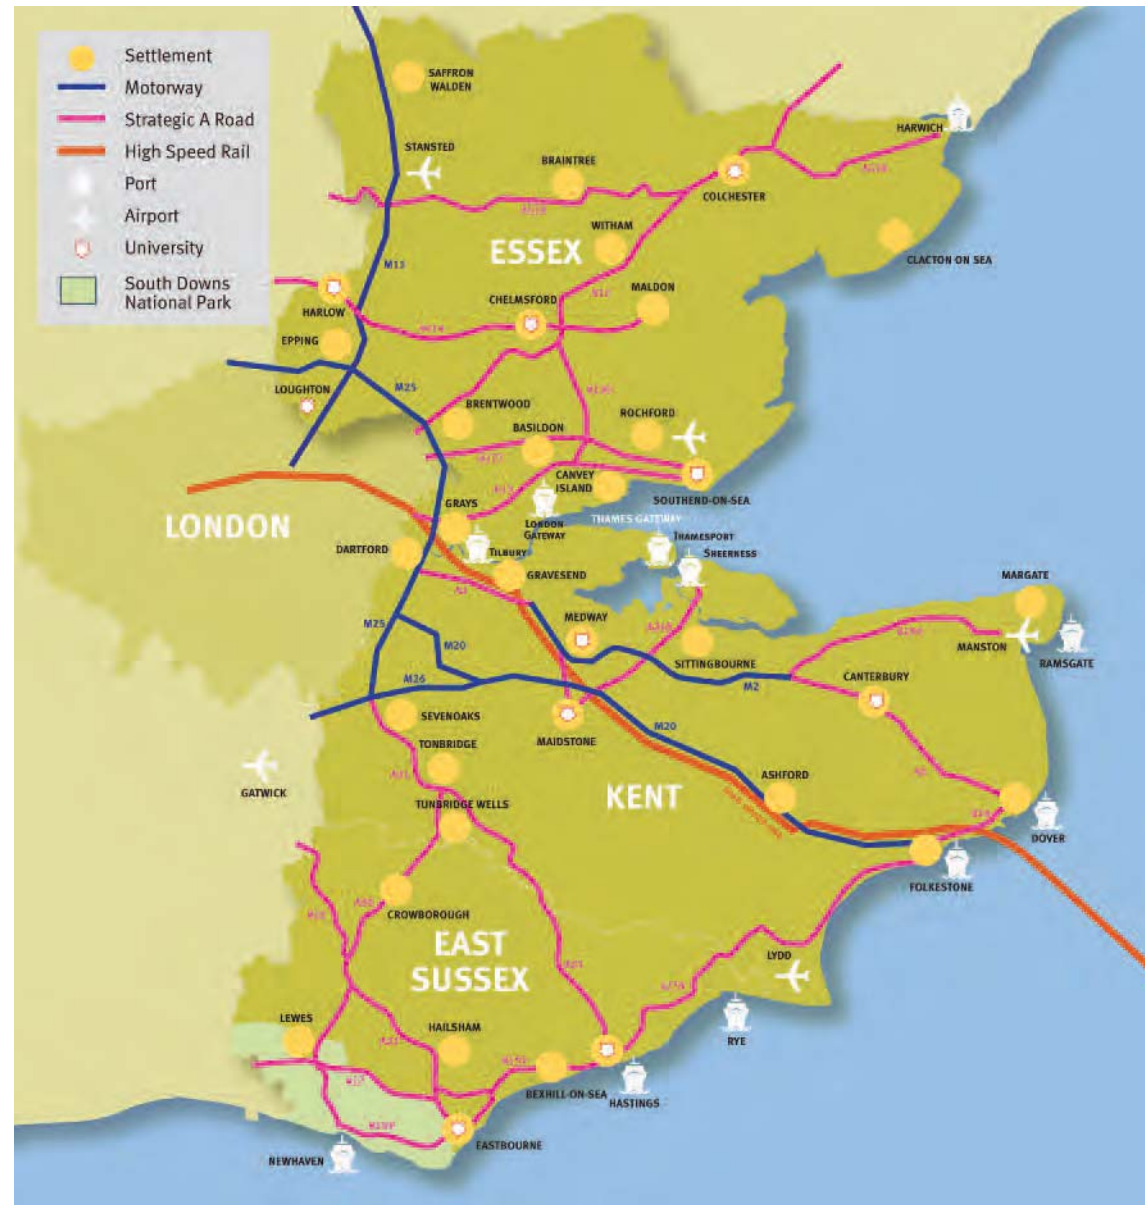 Settlement
Motorway
Strategic A Road
High Speed Rail
Port
Airport
University
South Downs
National Park
SAFFRON
WALDEN
STANSTED
BRAINTREE
HARWICH
COLCHESTER
WITHAM
ESSEX
CLACTON ON SEA
M11
MALDON
CHELMSFORD
HARLOW
EPPING
LOUGHTON
M25
BRENTWOOD
BASILDON
ROCHFORD
CANVEY
ISLAND
SOUTHEND-ON-SEA
GRAYS
LONDON
GATEWAY
THAMES GATEWAY
LONDON
DARTFORD
TILBURY
THAMESPORT
SHEERNESS
GRAVESEND
MARGATE
MEDWAY
M25
M20
SITTINGBOURNE
MANSTON
RAMSGATE
M26
M2
CANTERBURY
SEVENOAKS
MAIDSTONE
M20
TONBRIDGE
ASHFORD
GATWICK
KENT
TUNBRIDGE WELLS
DOVER
FOLKESTONE
CROWBOROUGH
EAST
SUSSEX
LYDD
LEWES
HAILSHAM
RYE
BEXHILL-ON-SEA
HASTINGS
EASTBOURNE
NEWHAVEN